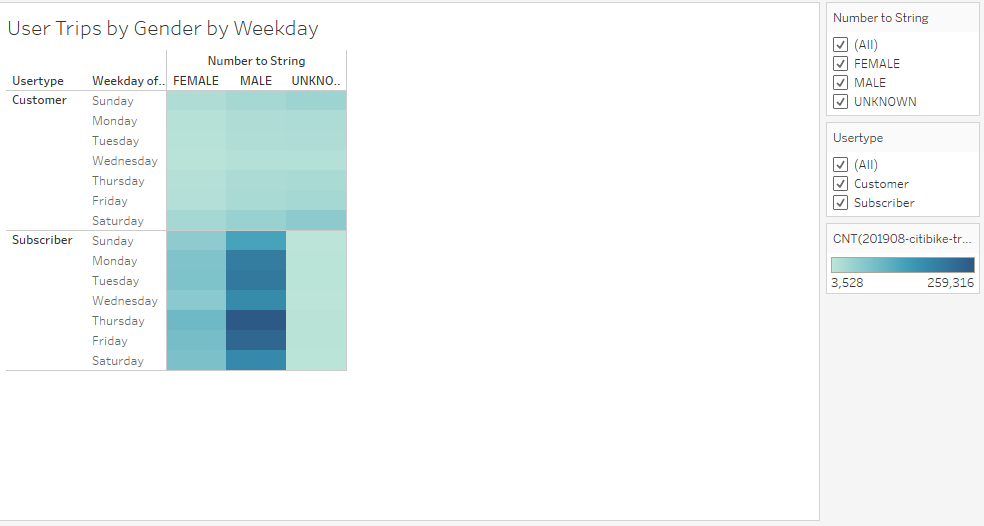 User Trips by Gender by Weekday
Number to String
Usertype Weekday of.. FEMALE MALE UNKNO..
Customer Sunday
Monday
Tuesday
Wednesday
Thursday
Friday
Saturday
Subscriber Sunday
Monday
Tuesday
Wednesday
Thursday
Friday
Saturday
Number to String
(All)
FEMALE
MALE
UNKNOWN
Usertype
(All)
Customer
Subscriber
CNT(201908-citibike-tr...
3,528 259,316